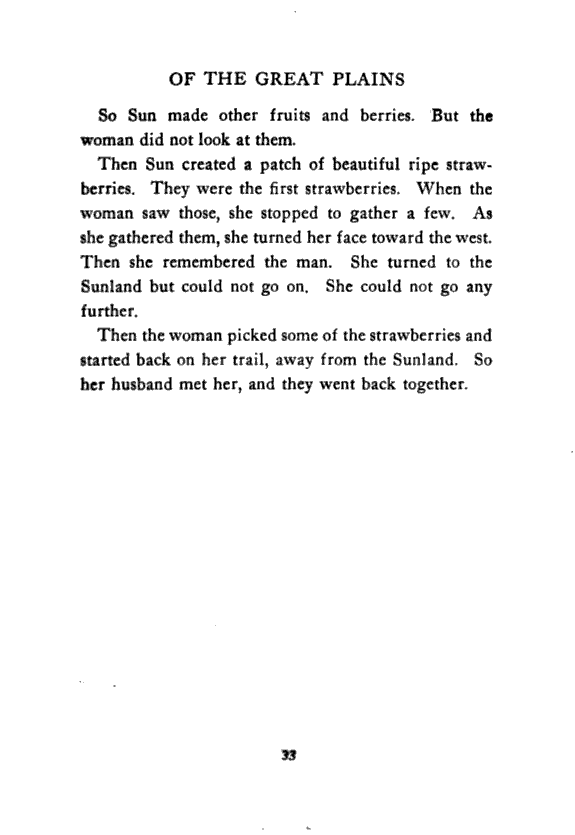 OF THE GREAT PLAINS
So Sun made other fruits and berries. But the
woman did not look at them.
Then Sun created a patch of beautiful ripe straw-
berries. They were the first strawberries. When the
woman saw those, she stopped to gather a few. As
she gathered them, she turned her face toward the west.
Then she remembered the man. She turned to the
Sunland but could not go on. She could not go any
further.
Then the woman picked some of the strawberries and
started back on her trail, away from the Sunland. So
her husband met her, and they went back together.
33